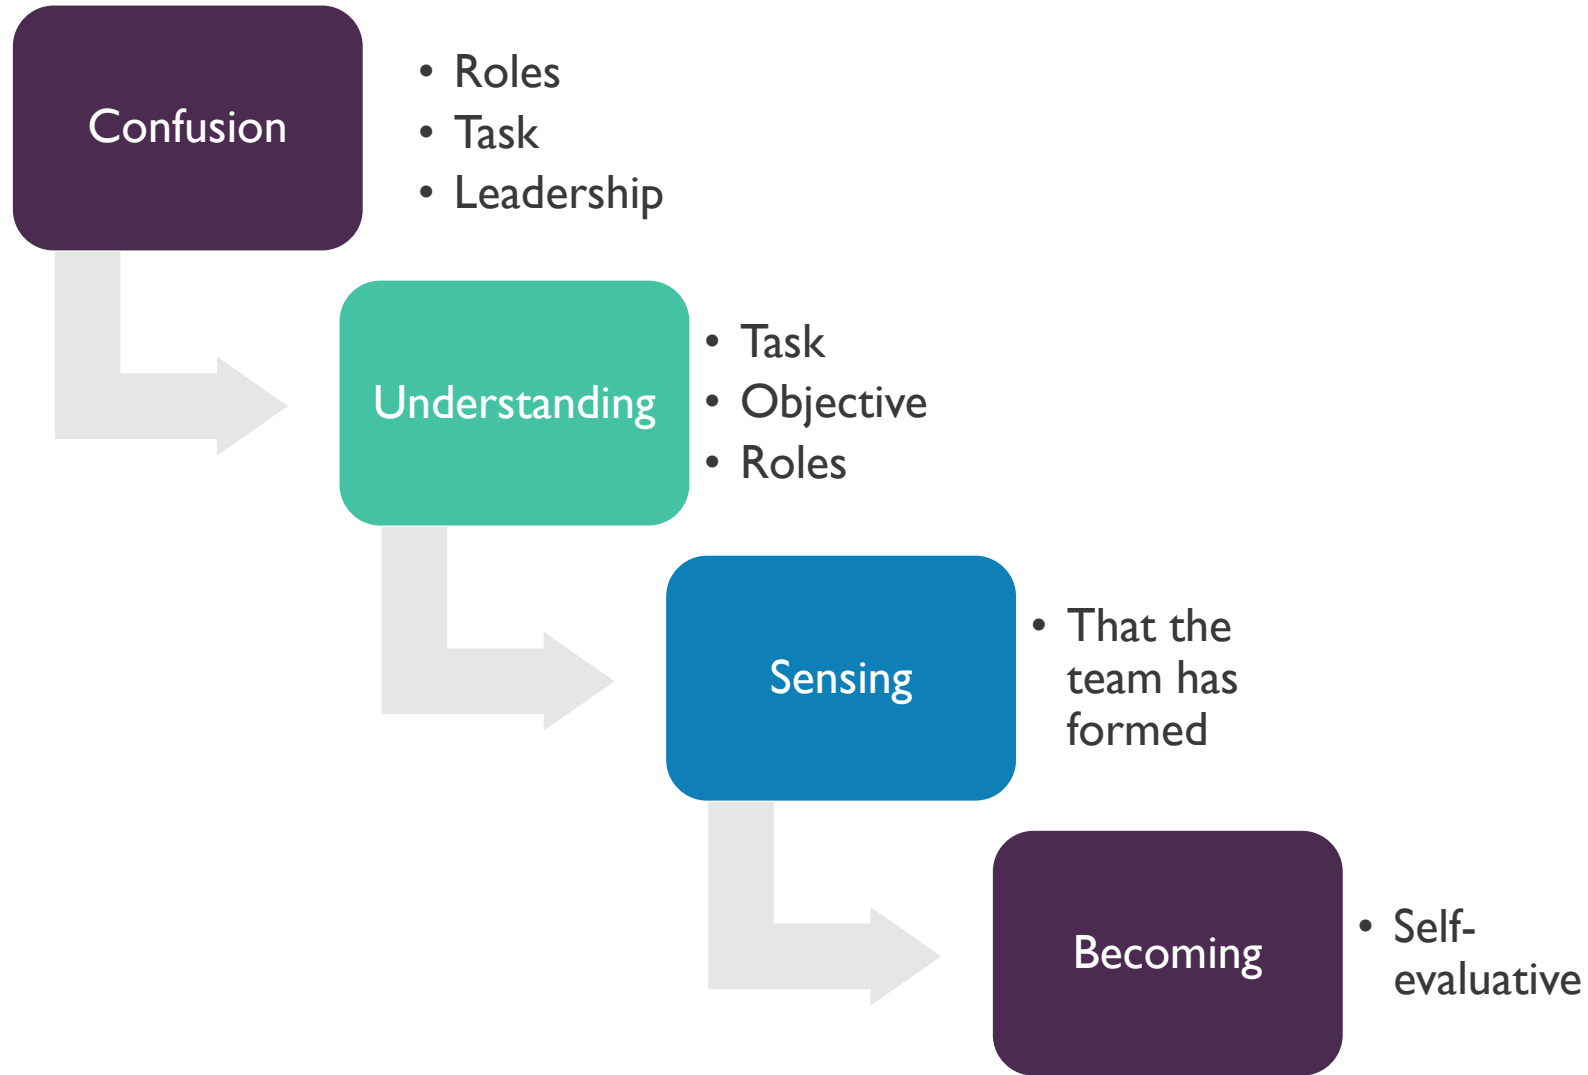 Confusion
• Roles
• Task
• Leadership
Understanding
• Task
• Objective
• Roles
Sensing
• That the
team has
formed
Becoming
• Self-
evaluative